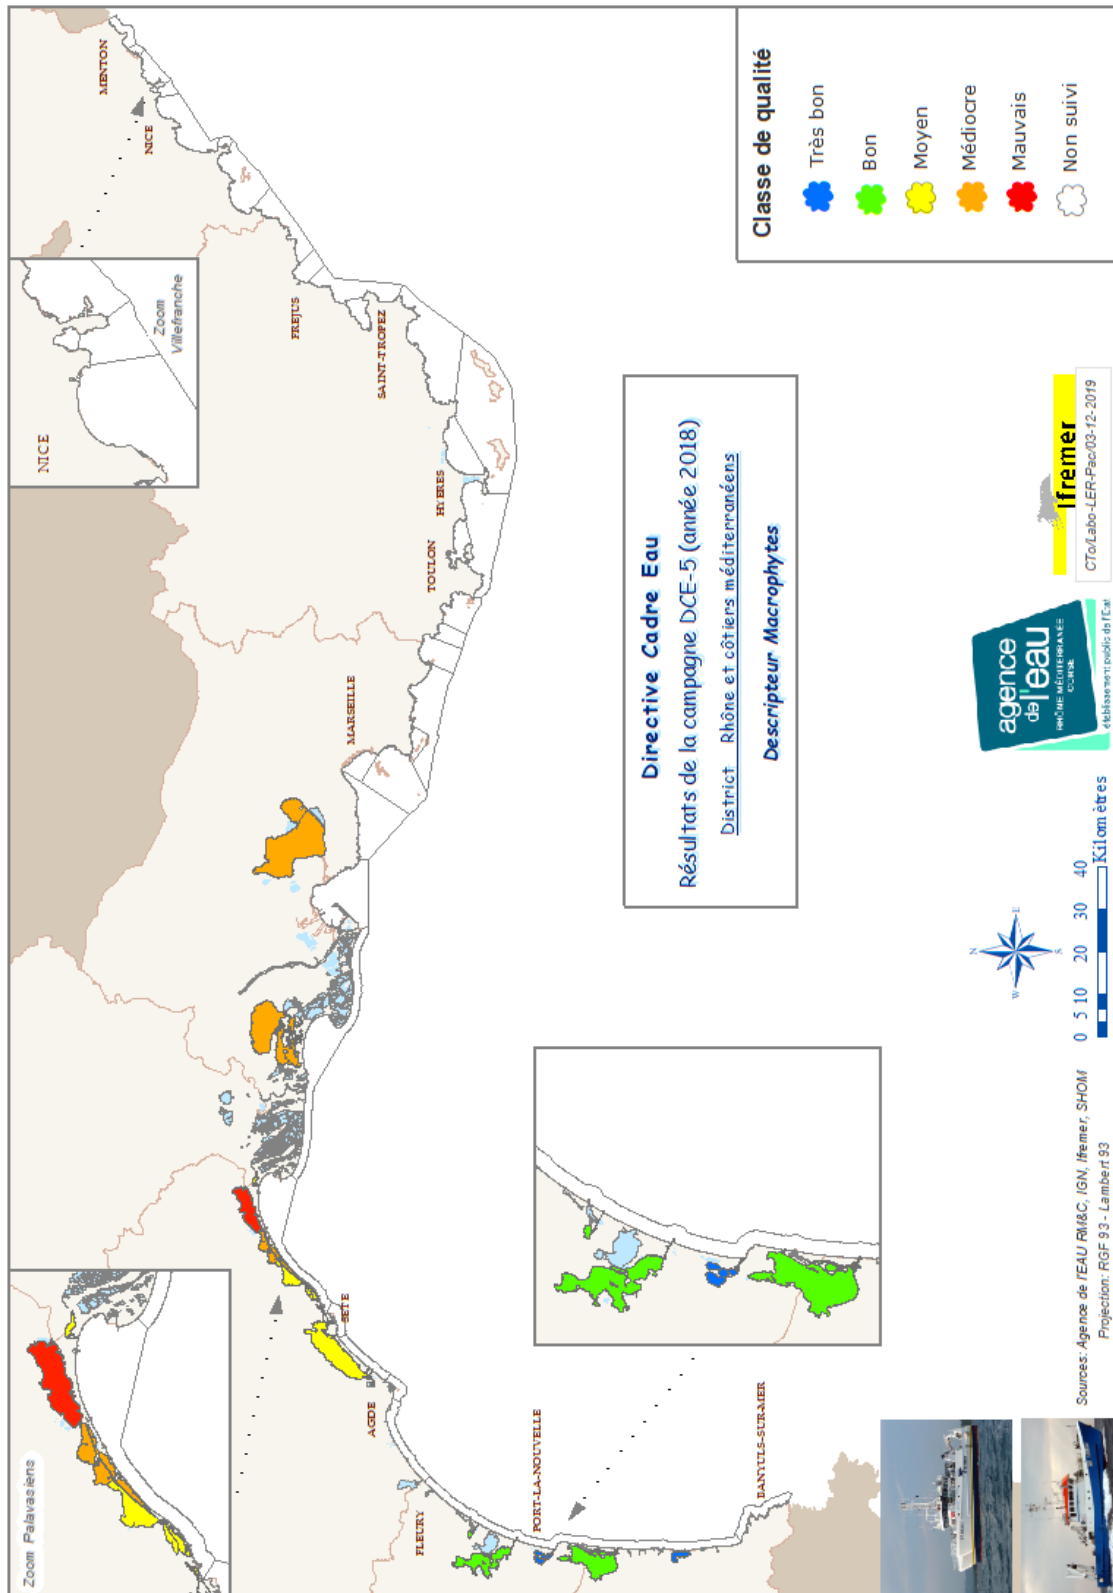 Zoom Palavasiens
NICE
Zoom
Villefranche
MENTON
NICE
FREJUS
SAINT-TROPEZ
HYERES
TOULON
MARSEILLE
SETE
AGDE
FLEURY
PORT-LA-NOUVELLE
BANYULS-SUR-MER
Directive Cadre Eau
Résultats de la campagne DCE-5 (année 2018)
District Rhône et côtiers méditerranéens
Descripteur Macrophytes
Classe de qualité
Très bon
Bon
Moyen
Médiocre
Mauvais
Non suivi
Sources: Agence de l'EAU RM&C, IGN, Ifremer, SHOM
Projection: RGF 93 - Lambert 93
N
W
E
S
0 5 10 20 30 40
Kilomètres
agence
de l'eau
RHÔNE MÉDITERRANÉE
CORSE
établissement public de l'État
Ifremer
CTo/Labo-LER-Pac/03-12-2019